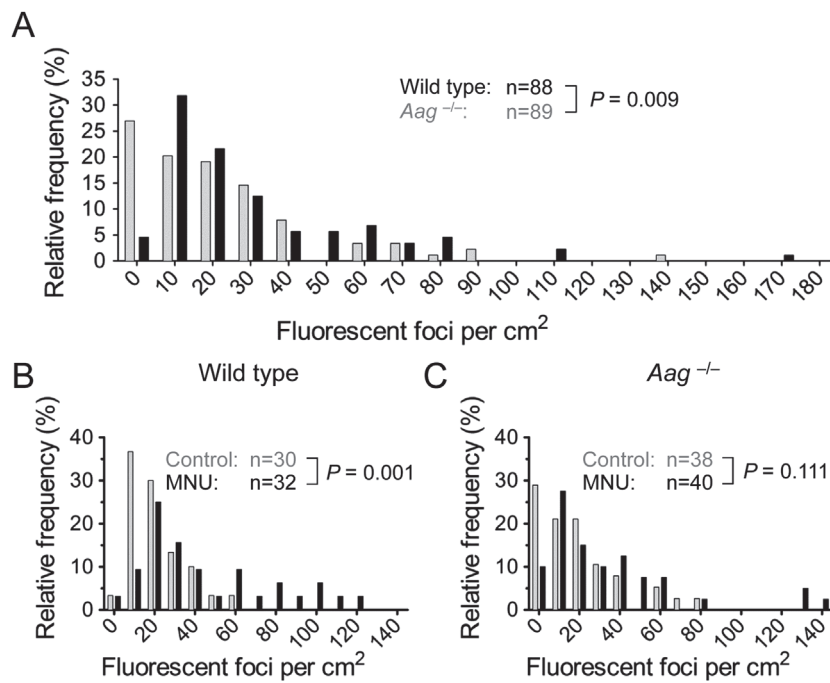 A
Relative frequency (%)
35
30
25
20
15
10
5
0
Wild type: n=88
Aag –/–: n=89
P = 0.009
0 10 20 30 40 50 60 70 80 90 100 110 120 130 140 150 160 170 180
Fluorescent foci per cm2
B
Wild type
Relative frequency (%)
40
30
20
10
0
Control: n=30
MNU: n=32
P = 0.001
0 20 40 60 80 100 120 140
Fluorescent foci per cm2
C
Aag –/–
Relative frequency (%)
40
30
20
10
0
Control: n=38
MNU: n=40
P = 0.111
0 20 40 60 80 100 120 140
Fluorescent foci per cm2